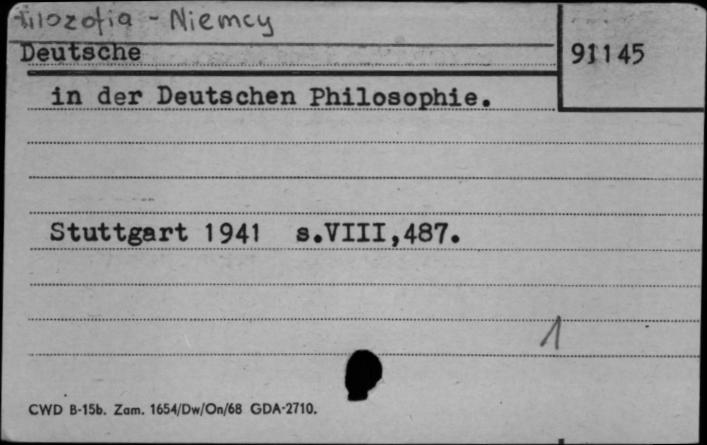 Filozofia - Niemcy
Deutsche
91145
in der Deutschen Philosophie.
Stuttgart 1941 s.VIII,487.
1
CWD B-15b. Zam. 1654/Dw/On/68 GDA-2710.